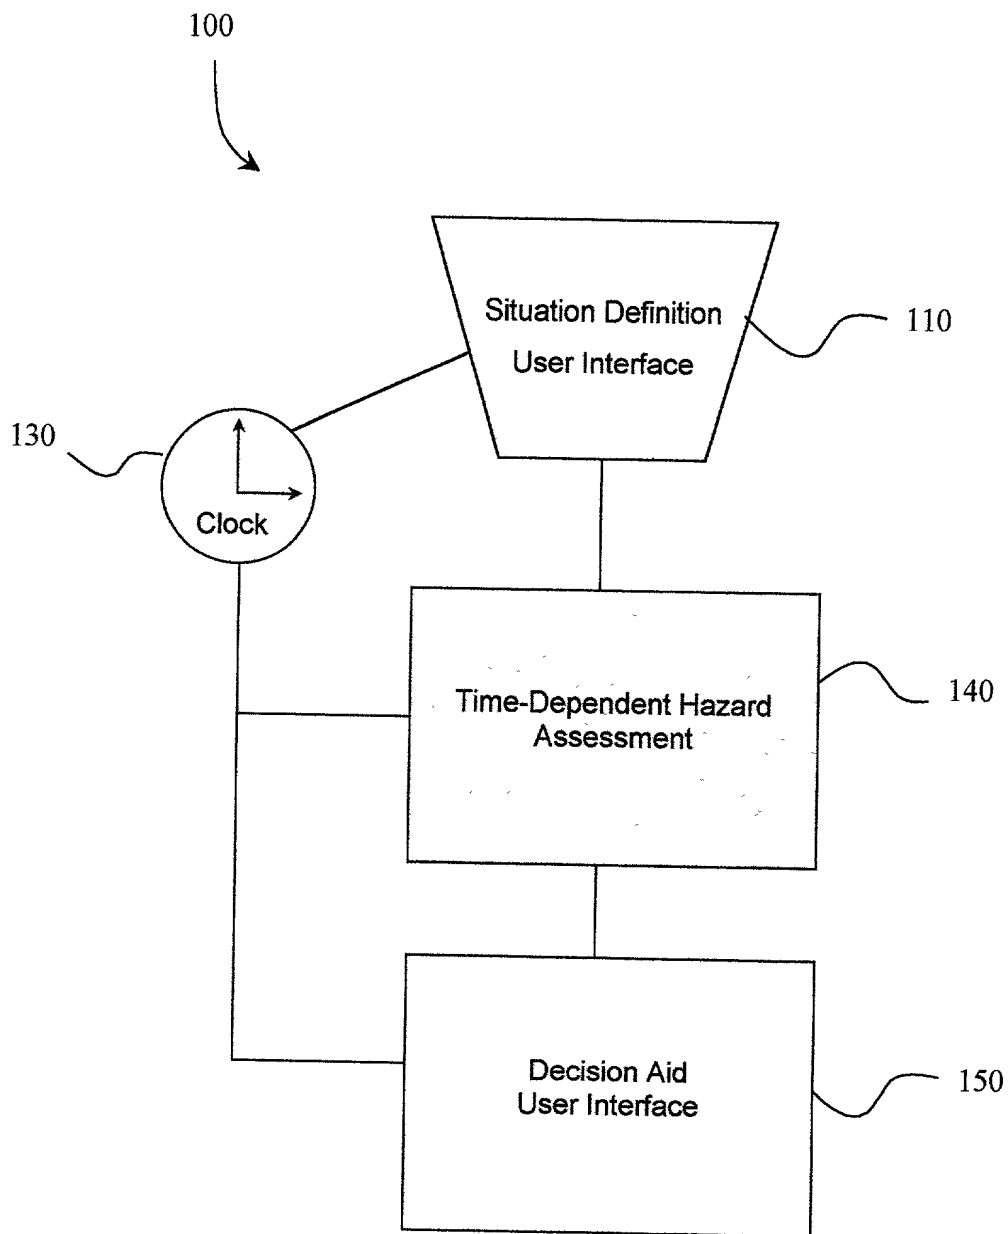 100
Situation Definition
User Interface
110
130
Clock
140
Time-Dependent Hazard
Assessment
Decision Aid
User Interface
150